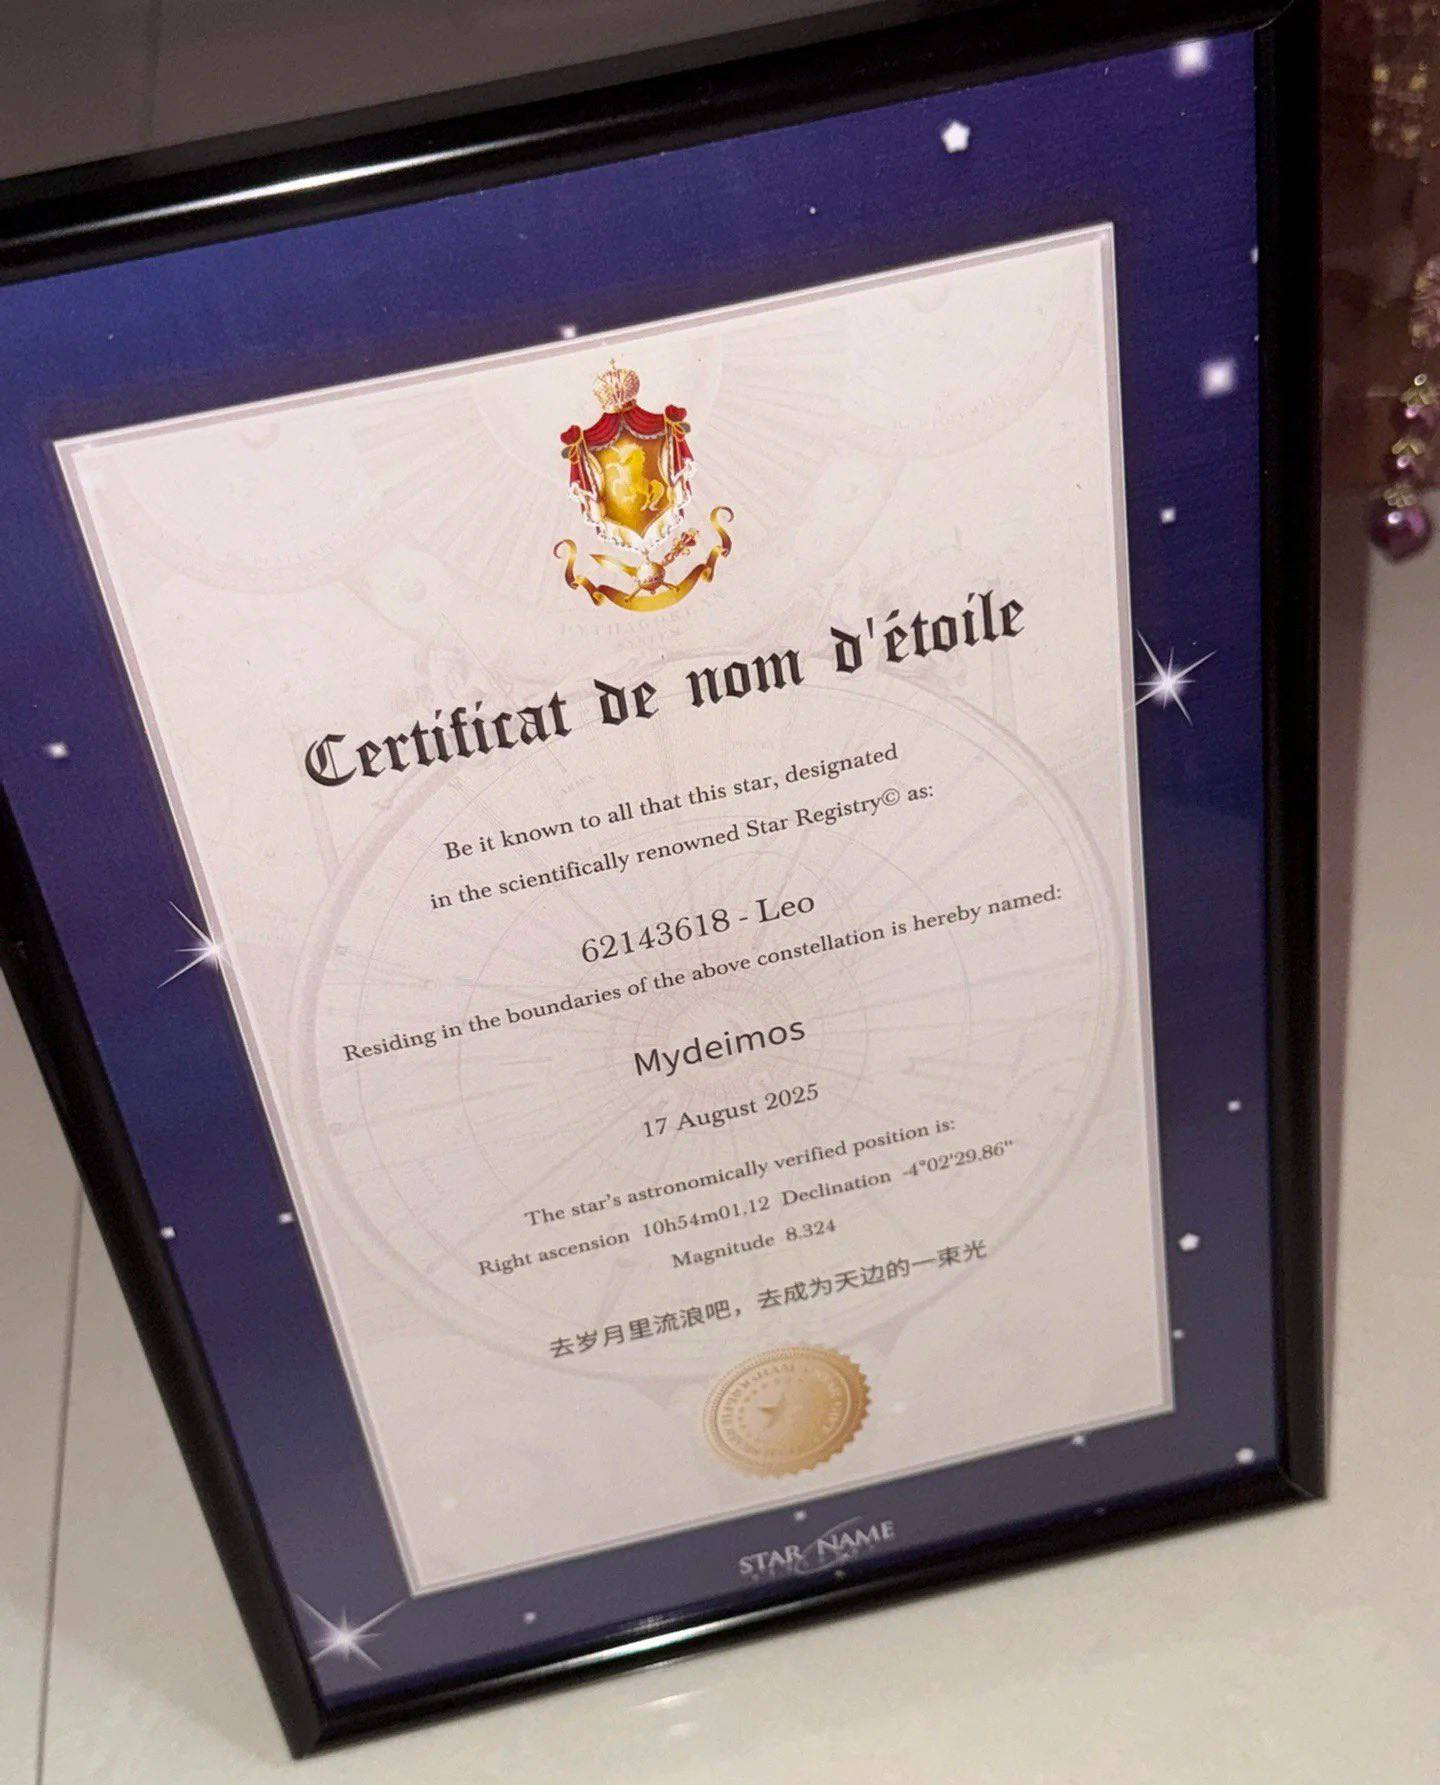 Certificat de nom d'étoile
Be it known to all that this star, designated
in the scientifically renowned Star Registry© as:
62143618 - Leo
Residing in the boundaries of the above constellation is hereby named:
Mydeimos
17 August 2025
The star's astronomically verified position is:
Right ascension 10h54m01.12 Declination -4°02'29.86"
Magnitude 8.324
去岁月里流浪吧，去成为天边的一束光
STAR NAME